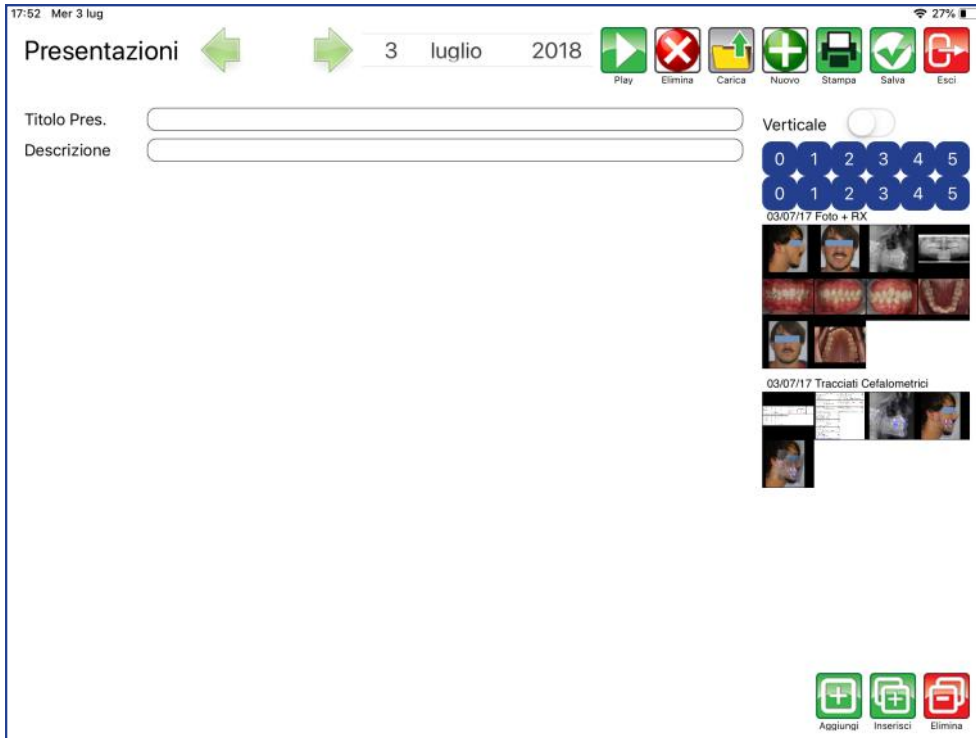 17:52 Mer 3 lug 27%
Presentazioni 3 luglio 2018
Play Elimina Carica Nuovo Stampa Salva Esci
Titolo Pres.
Descrizione
Verticale
0 1 2 3 4 5
0 1 2 3 4 5
03/07/17 Foto + RX
03/07/17 Tracciati Cefalometrici
Aggiungi Inserisci Elimina